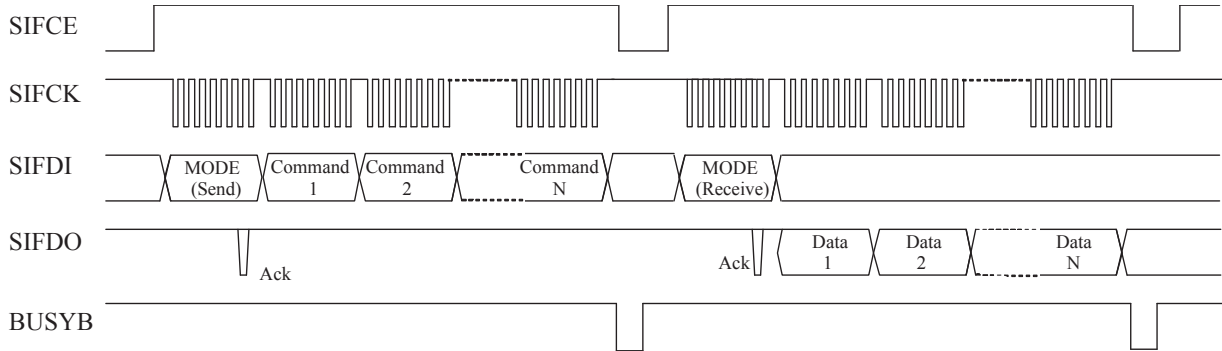 SIFCE
SIFCK
SIFDI
MODE
(Send)
Command
1
Command
2
Command
N
MODE
(Receive)
SIFDO
Ack
Ack
Data
1
Data
2
Data
N
BUSYB